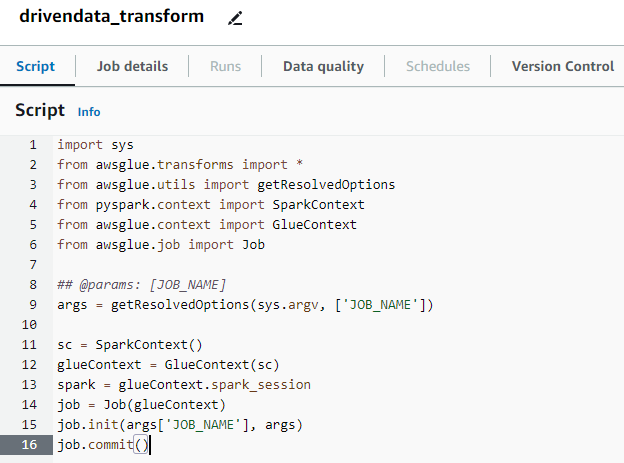 drivendata_transform
Script Job details Runs Data quality Schedules Version Control
Script Info
1 import sys
2 from awsglue.transforms import *
3 from awsglue.utils import getResolvedOptions
4 from pyspark.context import SparkContext
5 from awsglue.context import GlueContext
6 from awsglue.job import Job
7
8 ## @params: [JOB_NAME]
9 args = getResolvedOptions(sys.argv, ['JOB_NAME'])
10
11 sc = SparkContext()
12 glueContext = GlueContext(sc)
13 spark = glueContext.spark_session
14 job = Job(glueContext)
15 job.init(args['JOB_NAME'], args)
16 job.commit()